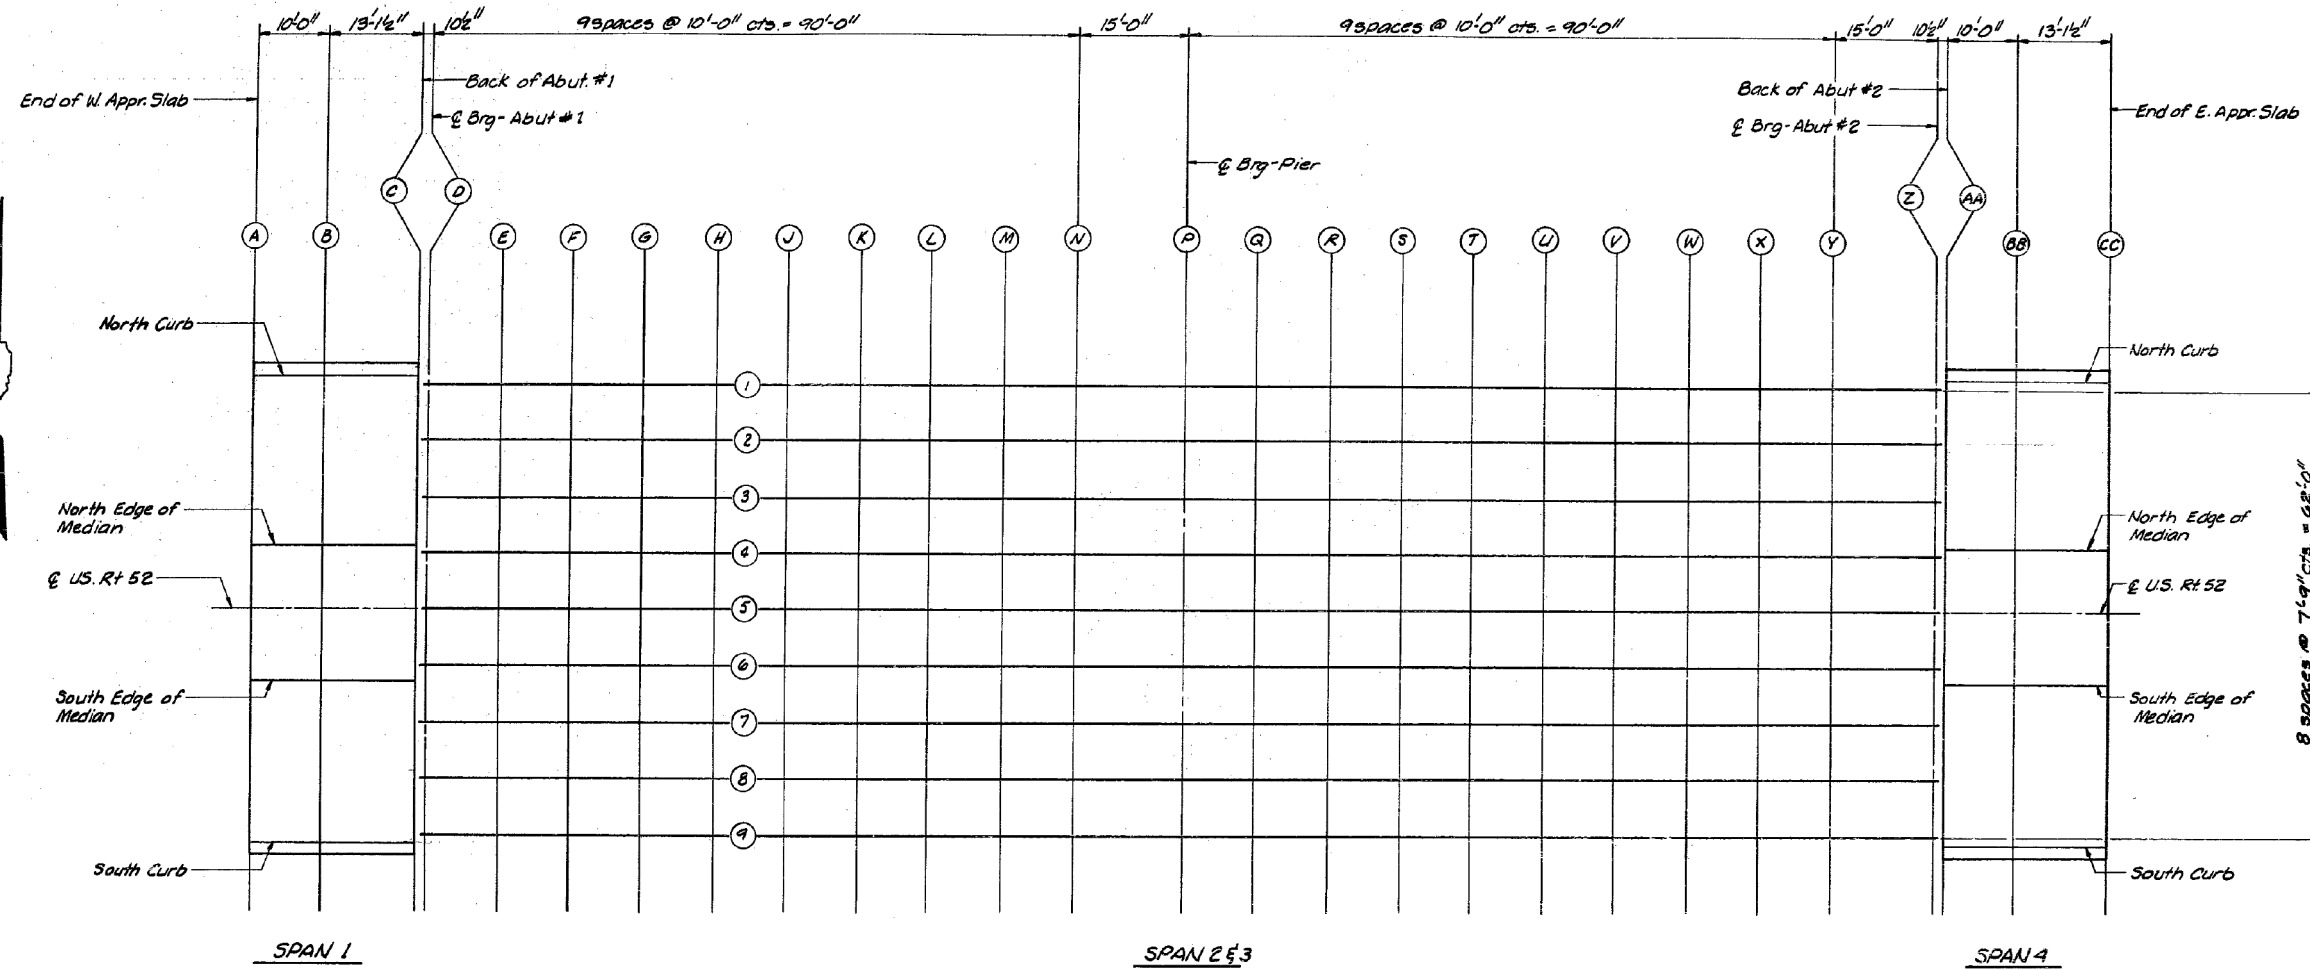 10'-0" 13'-1½" 10½" 9 spaces @ 10'-0" cts. = 90'-0" 15'-0" 9 spaces @ 10'-0" cts. = 90'-0" 15'-0" 10½" 10'-0" 13'-1½"
Back of Abut. #1
Back of Abut #2
End of W. Appr. Slab
End of E. Appr. Slab
℄ Brg-Abut #1
℄ Brg-Abut #2
℄ Brg-Pier
C D Z AA
A B E F G H J K L M N P Q R S T U V W X Y BB CC
North Curb
North Curb
1
2
3
North Edge of
Median
North Edge of
Median
4
℄ US. Rt 52
℄ U.S. Rt. 52
5
8 spaces @ 7'-9" cts. = 62'-0"
6
South Edge of
Median
South Edge of
Median
7
8
9
South Curb
South Curb
SPAN 1 SPAN 2 & 3 SPAN 4